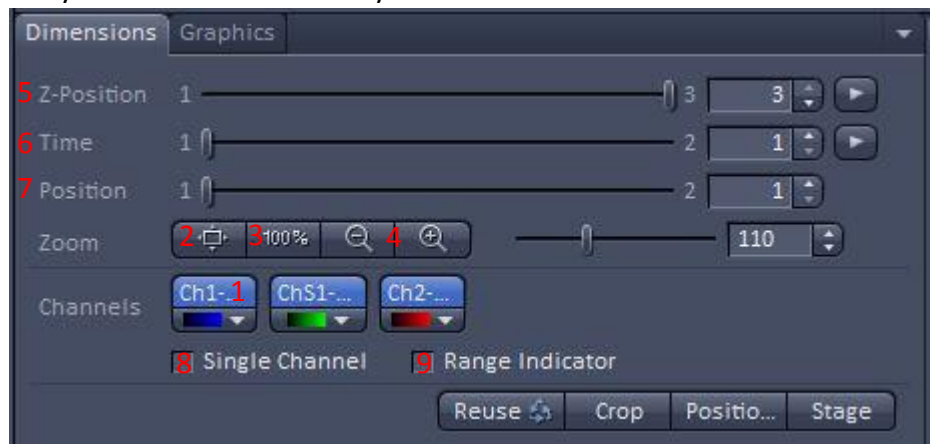 Dimensions Graphics
5 Z-Position 1 3 3
6 Time 1 2 1
7 Position 1 2 1
Zoom 2 3 100% 4 110
Channels Ch1-... 1 ChS1-... Ch2-...
8 Single Channel 9 Range Indicator
Reuse Crop Positio... Stage